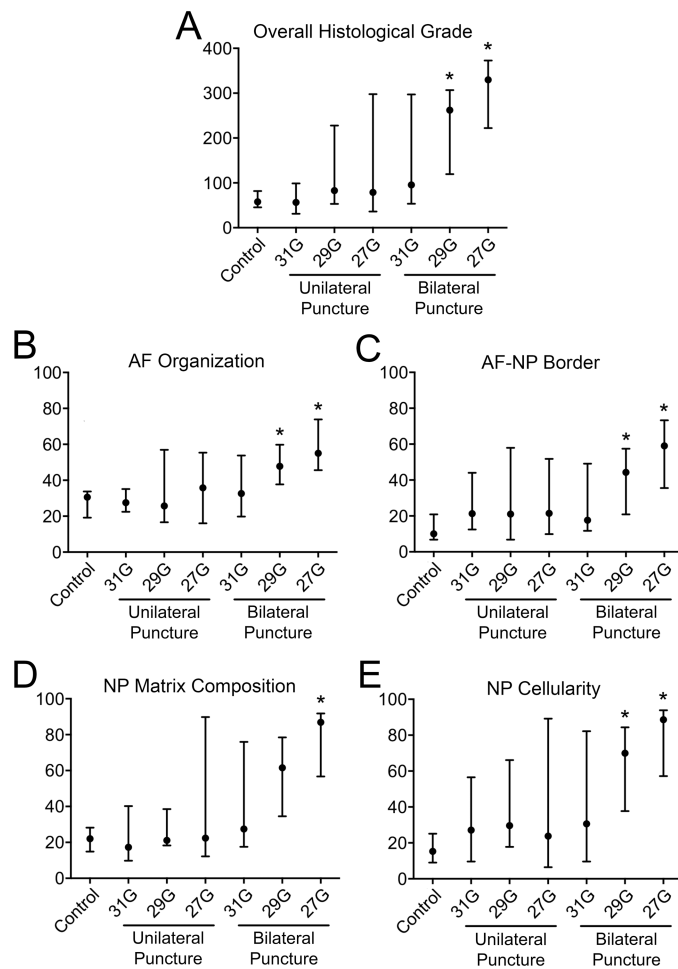 A
Overall Histological Grade
400
300
200
100
0
* *
Control 31G 29G 27G 31G 29G 27G
Unilateral Puncture
Bilateral Puncture
B
AF Organization
100
80
60
40
20
0
* *
Control 31G 29G 27G 31G 29G 27G
Unilateral Puncture
Bilateral Puncture
C
AF-NP Border
100
80
60
40
20
0
* *
Control 31G 29G 27G 31G 29G 27G
Unilateral Puncture
Bilateral Puncture
D
NP Matrix Composition
100
80
60
40
20
0
*
Control 31G 29G 27G 31G 29G 27G
Unilateral Puncture
Bilateral Puncture
E
NP Cellularity
100
80
60
40
20
0
* *
Control 31G 29G 27G 31G 29G 27G
Unilateral Puncture
Bilateral Puncture